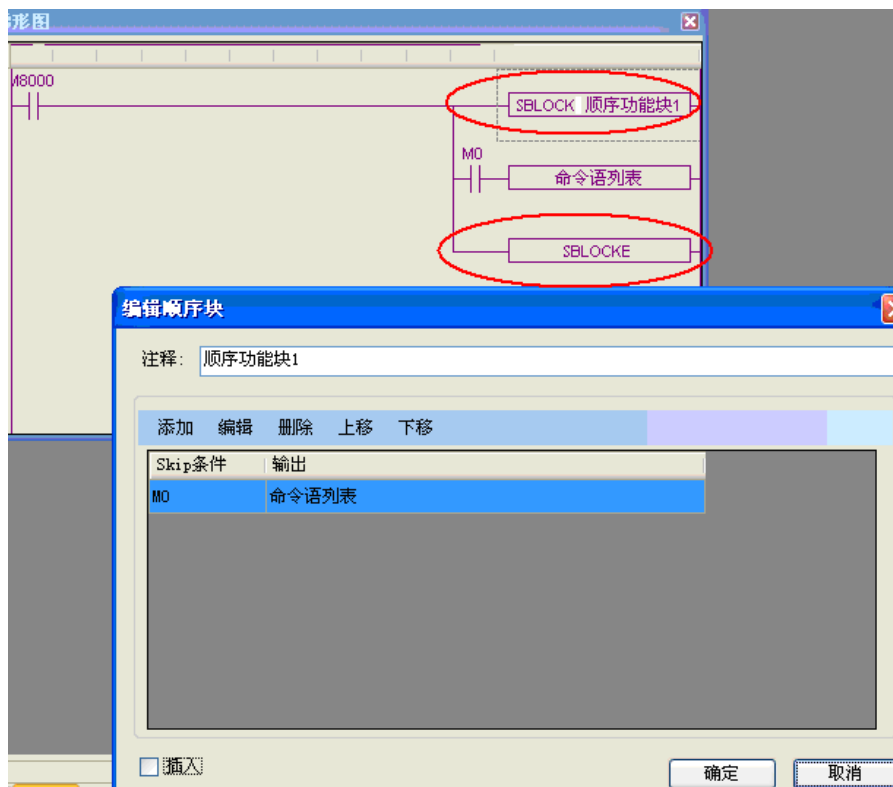 形图
M8000
SBLOCK 顺序功能块1
M0
命令语列表
SBLOCKE
编辑顺序块
注释: 顺序功能块1
添加 编辑 删除 上移 下移
Skip条件 输出
M0 命令语列表
插入
确定 取消